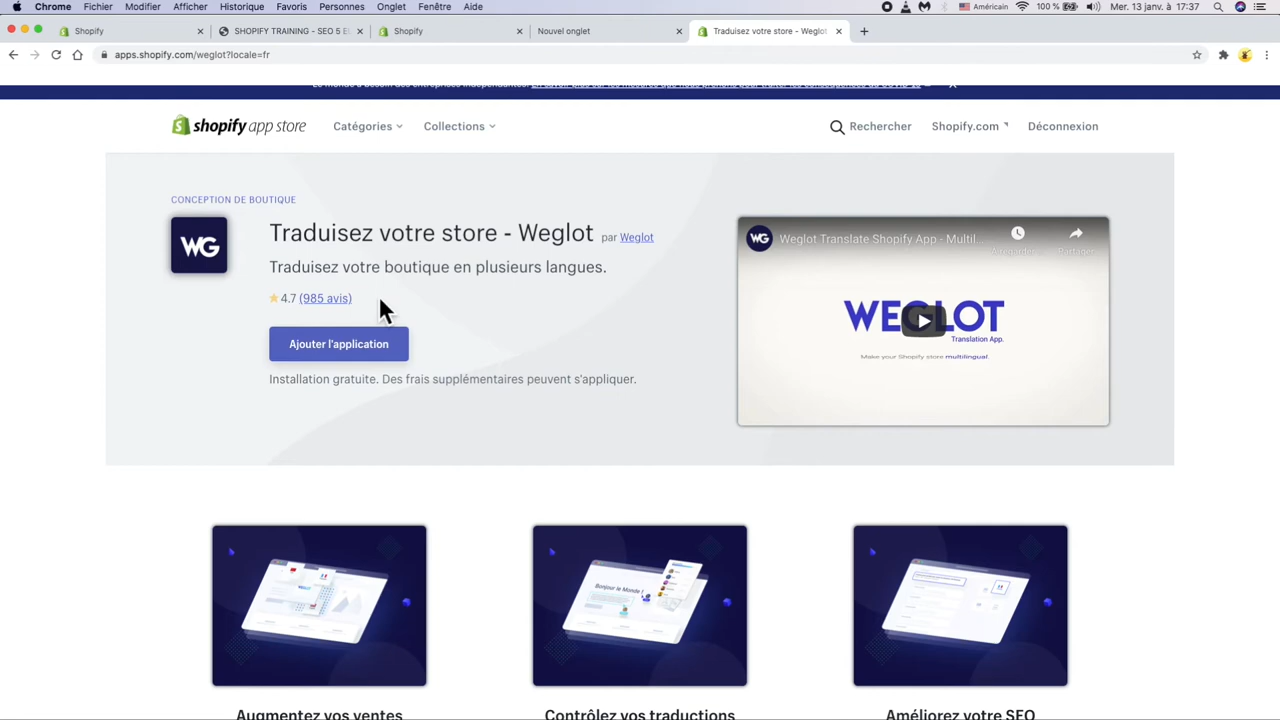 Chrome Fichier Modifier Afficher Historique Favoris Personnes Onglet Fenêtre Aide
Américain 100 % Mer. 13 janv. à 17:37
Shopify
SHOPIFY TRAINING - SEO 5 E
Shopify
Nouvel onglet
Traduisez votre store - Weglot
apps.shopify.com/weglot?locale=fr
shopify app store
Catégories
Collections
Rechercher
Shopify.com
Déconnexion
CONCEPTION DE BOUTIQUE
WG
Traduisez votre store - Weglot par Weglot
Traduisez votre boutique en plusieurs langues.
4.7 (985 avis)
Ajouter l'application
Installation gratuite. Des frais supplémentaires peuvent s'appliquer.
WG
Weglot Translate Shopify App - Multil...
Partager
WEGLOT
Translation App.
Make your Shopify store multilingual.
Bonjour le Monde !
Augmentez vos ventes
Contrôlez vos traductions
Améliorez votre SEO